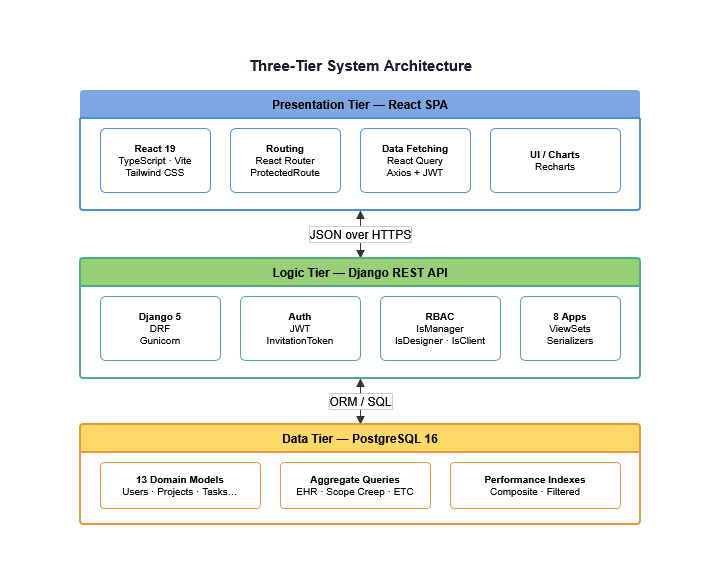 Three-Tier System Architecture
Presentation Tier — React SPA
React 19
TypeScript · Vite
Tailwind CSS
Routing
React Router
ProtectedRoute
Data Fetching
React Query
Axios + JWT
UI / Charts
Recharts
JSON over HTTPS
Logic Tier — Django REST API
Django 5
DRF
Gunicorn
Auth
JWT
InvitationToken
RBAC
IsManager
IsDesigner · IsClient
8 Apps
ViewSets
Serializers
ORM / SQL
Data Tier — PostgreSQL 16
13 Domain Models
Users · Projects · Tasks...
Aggregate Queries
EHR · Scope Creep · ETC
Performance Indexes
Composite · Filtered